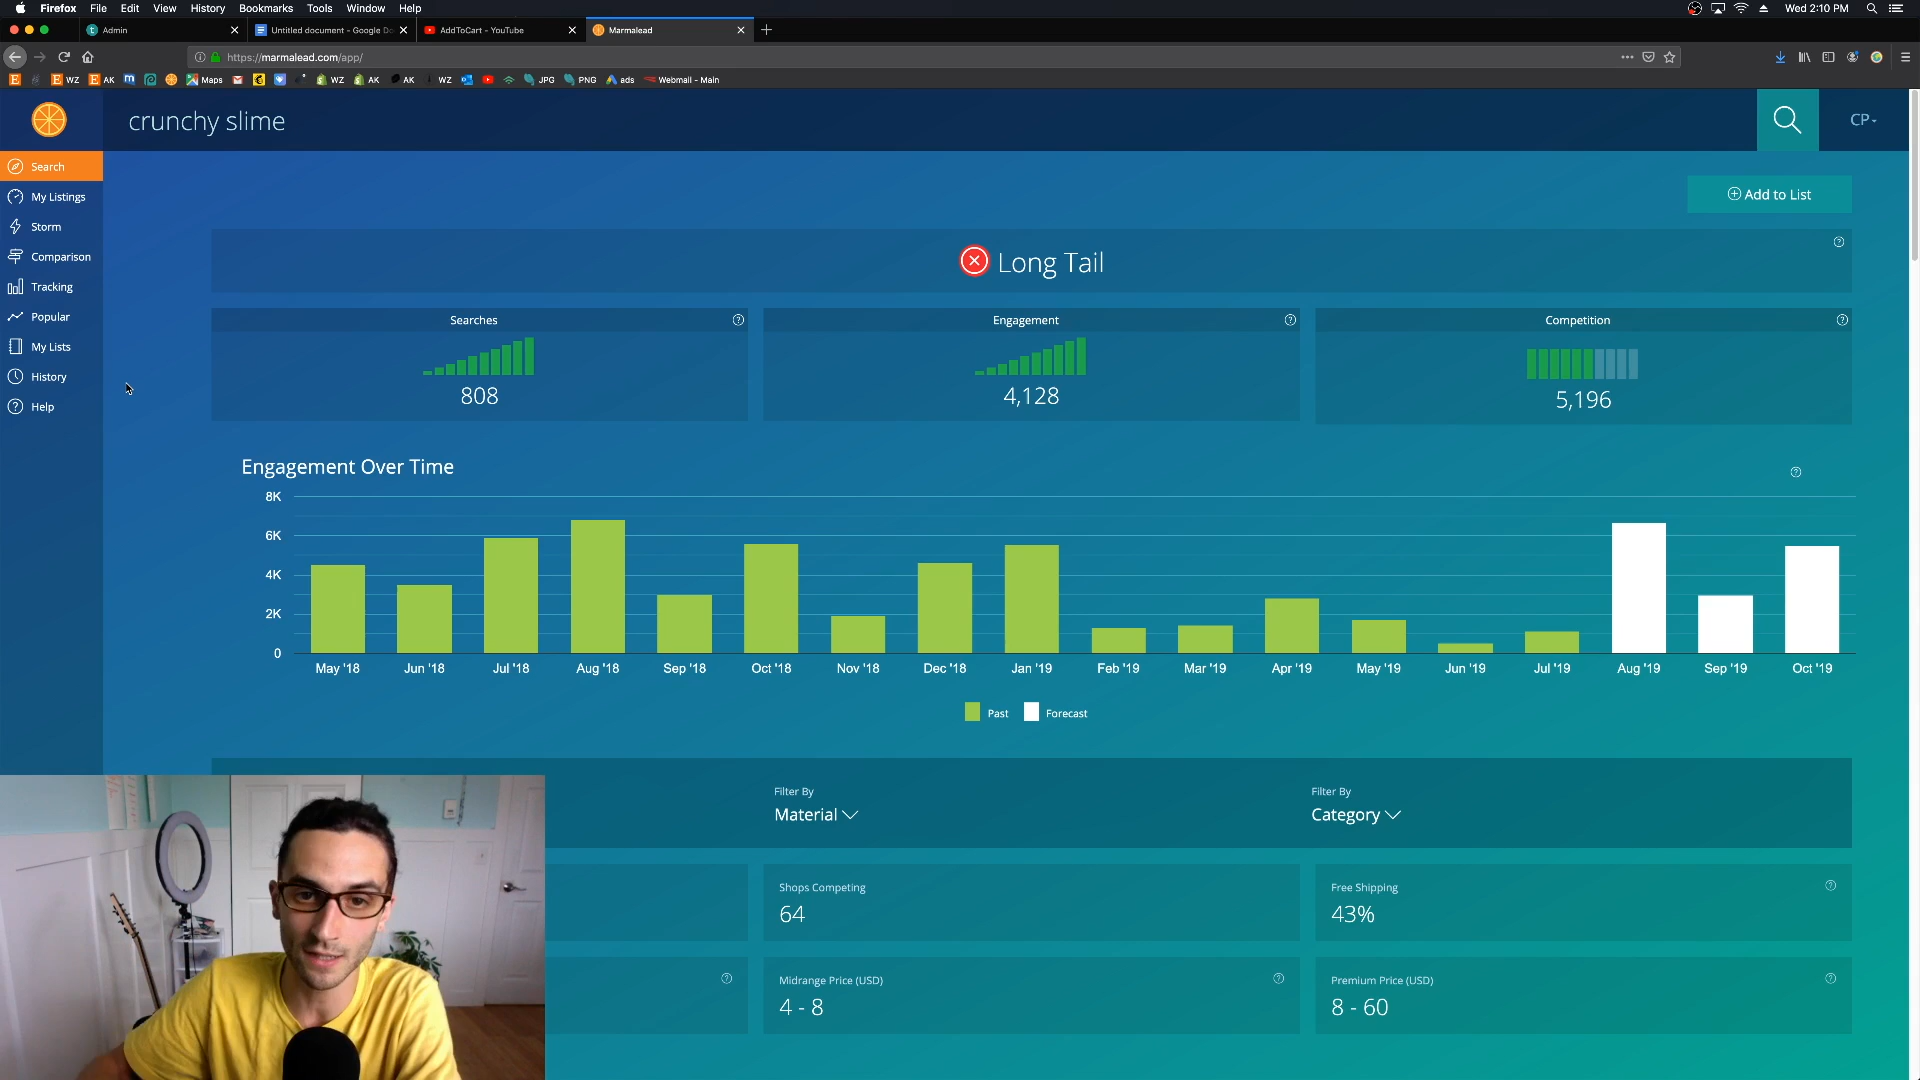 Firefox File Edit View History Bookmarks Tools Window Help Wed 2:10 PM
Admin Untitled document - Google Do AddToCart - YouTube Marmalead
https://marmalead.com/app/
WZ AK Maps WZ AK AK WZ JPG PNG ads Webmail - Main
crunchy slime CP
Search
My Listings
Storm
Comparison
Tracking
Popular
My Lists
History
Help
Add to List
Long Tail
Searches
808
Engagement
4,128
Competition
5,196
Engagement Over Time
8K
6K
4K
2K
0
May '18 Jun '18 Jul '18 Aug '18 Sep '18 Oct '18 Nov '18 Dec '18 Jan '19 Feb '19 Mar '19 Apr '19 May '19 Jun '19 Jul '19 Aug '19 Sep '19 Oct '19
Past Forecast
Filter By
Material
Filter By
Category
Shops Competing
64
Free Shipping
43%
Midrange Price (USD)
4 - 8
Premium Price (USD)
8 - 60